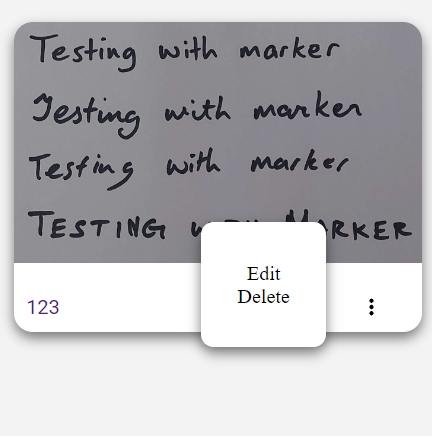 Testing with marker
Testing with marker
Testing with marker
TESTING MARKER
Edit
Delete
123